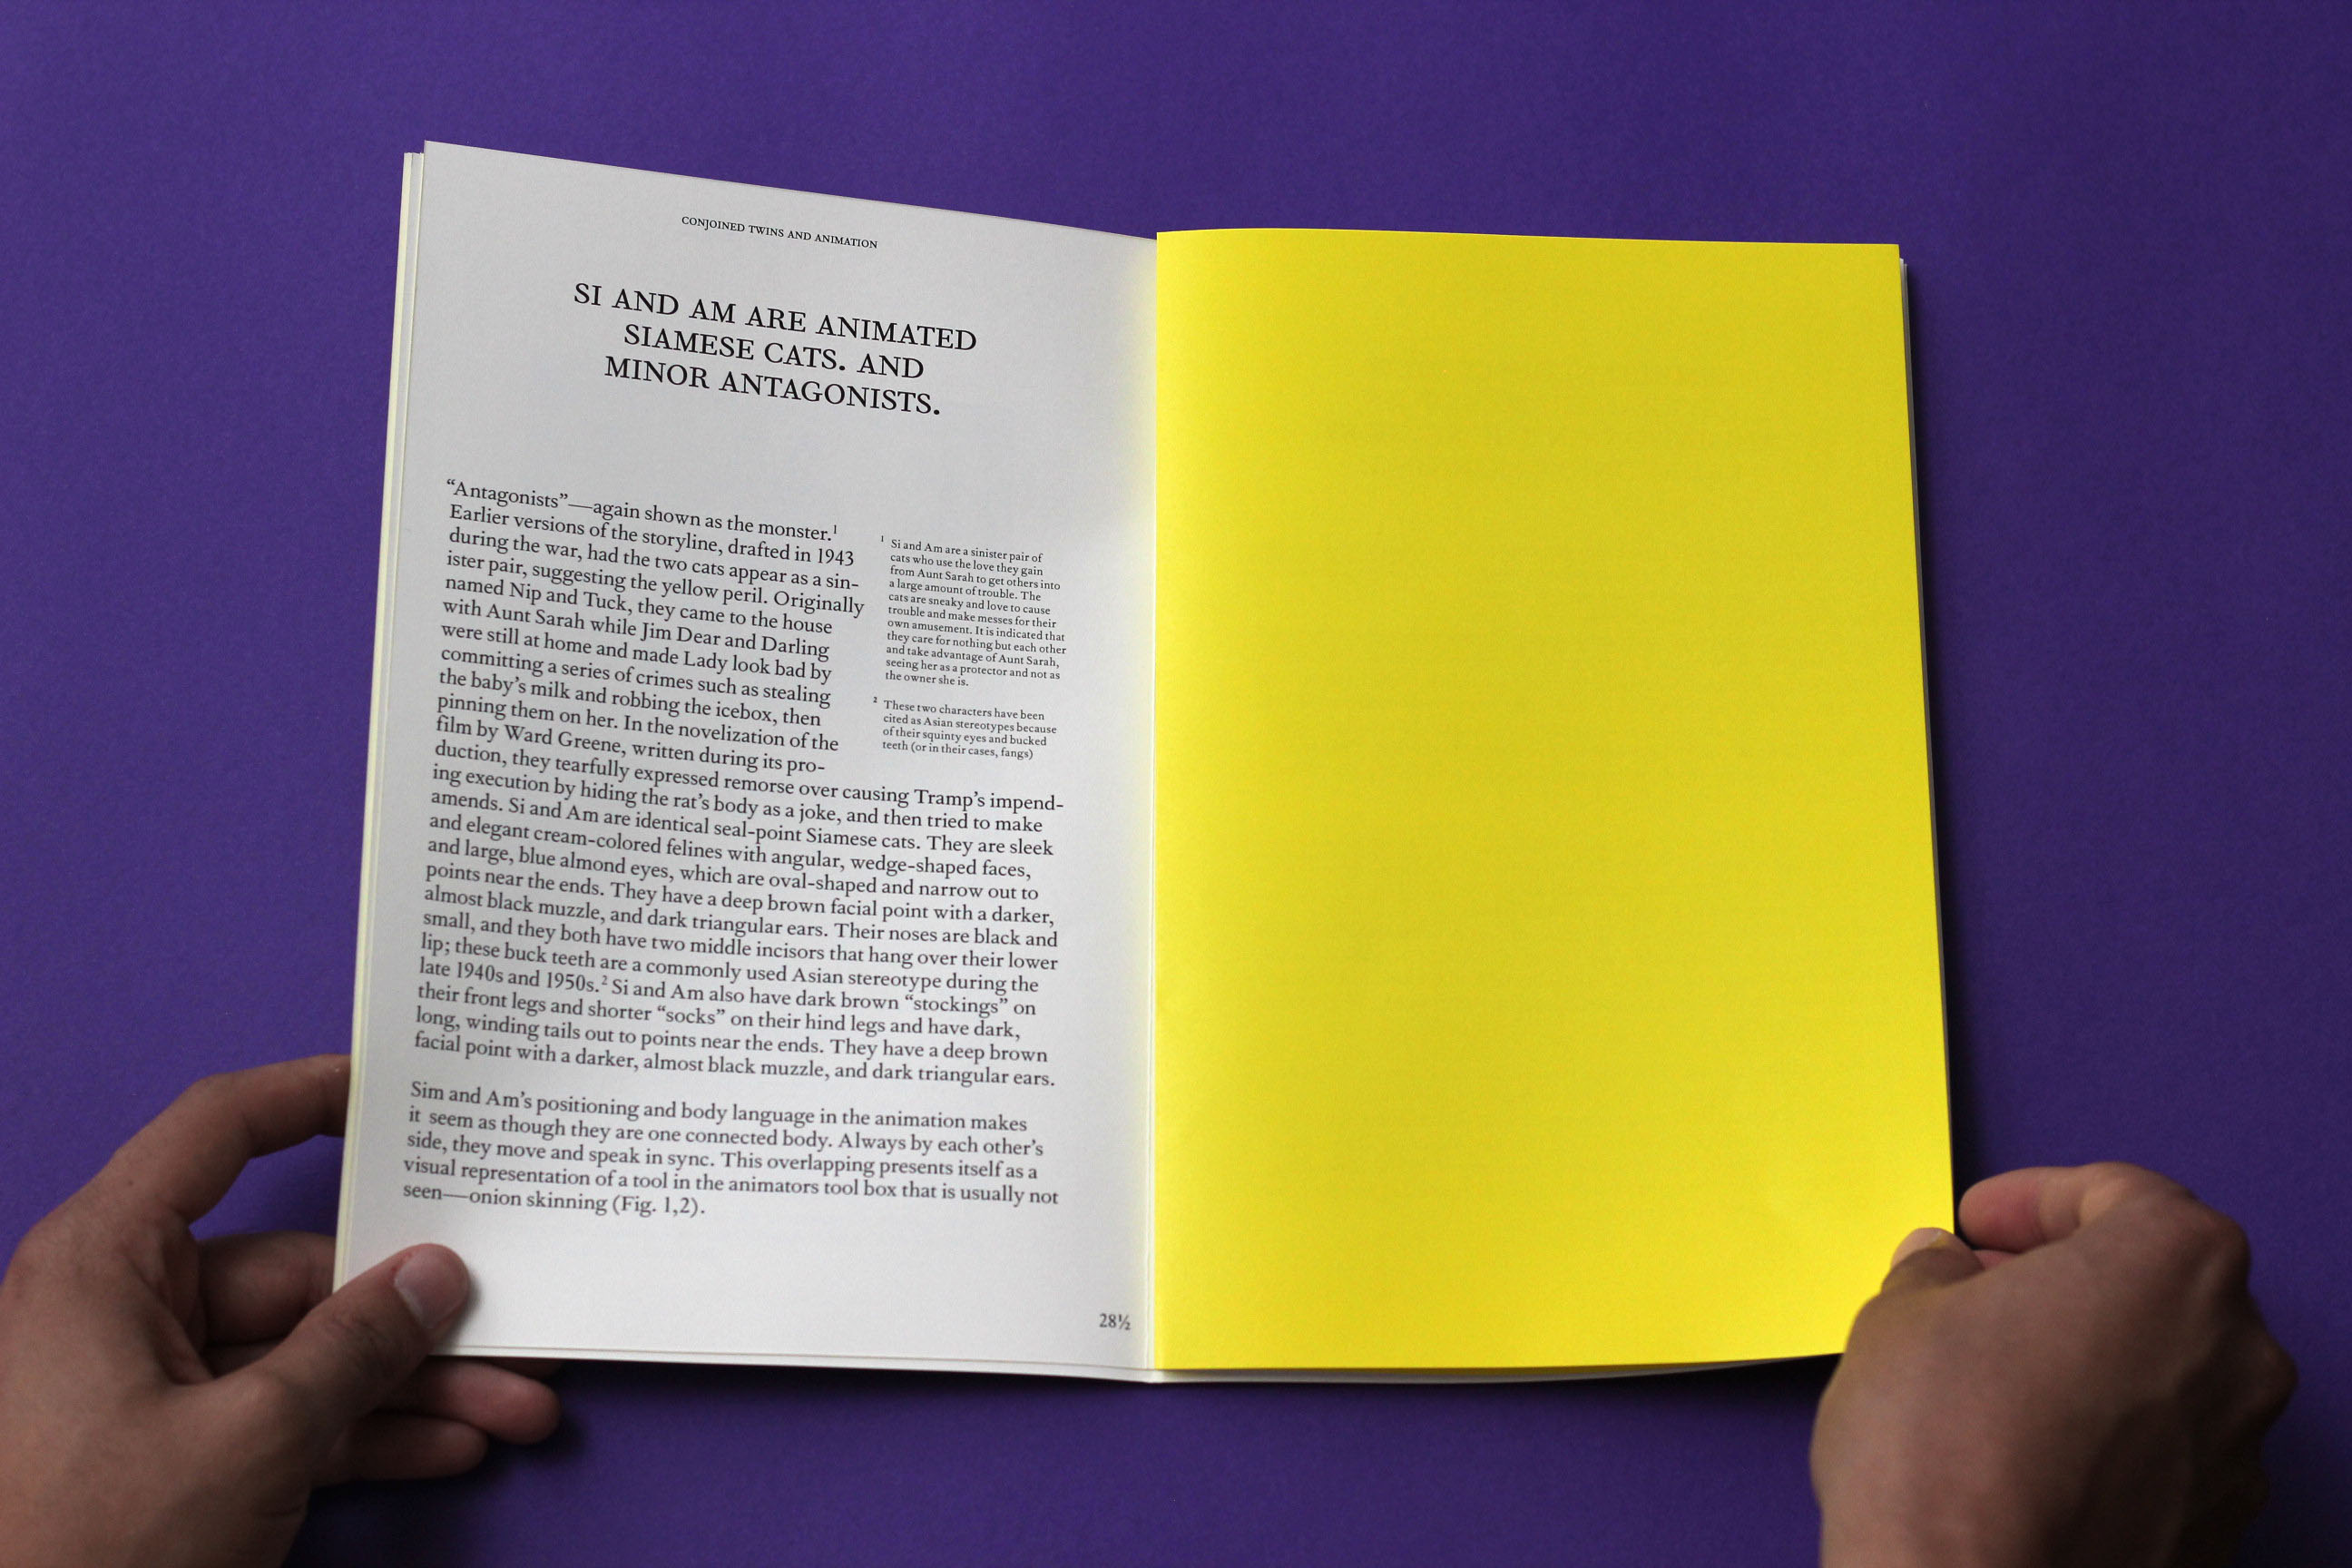 CONJOINED TWINS AND ANIMATION
SI AND AM ARE ANIMATED
SIAMESE CATS. AND
MINOR ANTAGONISTS.
“Antagonists”—again shown as the monster.¹
Earlier versions of the storyline, drafted in 1943
during the war, had the two cats appear as a sin-
ister pair, suggesting the yellow peril. Originally
named Nip and Tuck, they came to the house
with Aunt Sarah while Jim Dear and Darling
were still at home and made Lady look bad by
committing a series of crimes such as stealing
the baby’s milk and robbing the icebox, then
pinning them on her. In the novelization of the
film by Ward Greene, written during its pro-
duction, they tearfully expressed remorse over causing Tramp’s impend-
ing execution by hiding the rat’s body as a joke, and then tried to make
amends. Si and Am are identical seal-point Siamese cats. They are sleek
and elegant cream-colored felines with angular, wedge-shaped faces,
and large, blue almond eyes, which are oval-shaped and narrow out to
points near the ends. They have a deep brown facial point with a darker,
almost black muzzle, and dark triangular ears. Their noses are black and
small, and they both have two middle incisors that hang over their lower
lip; these buck teeth are a commonly used Asian stereotype during the
late 1940s and 1950s.² Si and Am also have dark brown “stockings” on
their front legs and shorter “socks” on their hind legs and have dark,
long, winding tails out to points near the ends. They have a deep brown
facial point with a darker, almost black muzzle, and dark triangular ears.
Sim and Am’s positioning and body language in the animation makes
it seem as though they are one connected body. Always by each other’s
side, they move and speak in sync. This overlapping presents itself as a
visual representation of a tool in the animators tool box that is usually not
seen—onion skinning (Fig. 1,2).
¹ Si and Am are a sinister pair of
cats who use the love they gain
from Aunt Sarah to get others into
a large amount of trouble. The
cats are sneaky and love to cause
trouble and make messes for their
own amusement. It is indicated that
they care for nothing but each other
and take advantage of Aunt Sarah,
seeing her as a protector and not as
the owner she is.
² These two characters have been
cited as Asian stereotypes because
of their squinty eyes and bucked
teeth (or in their cases, fangs)
28½